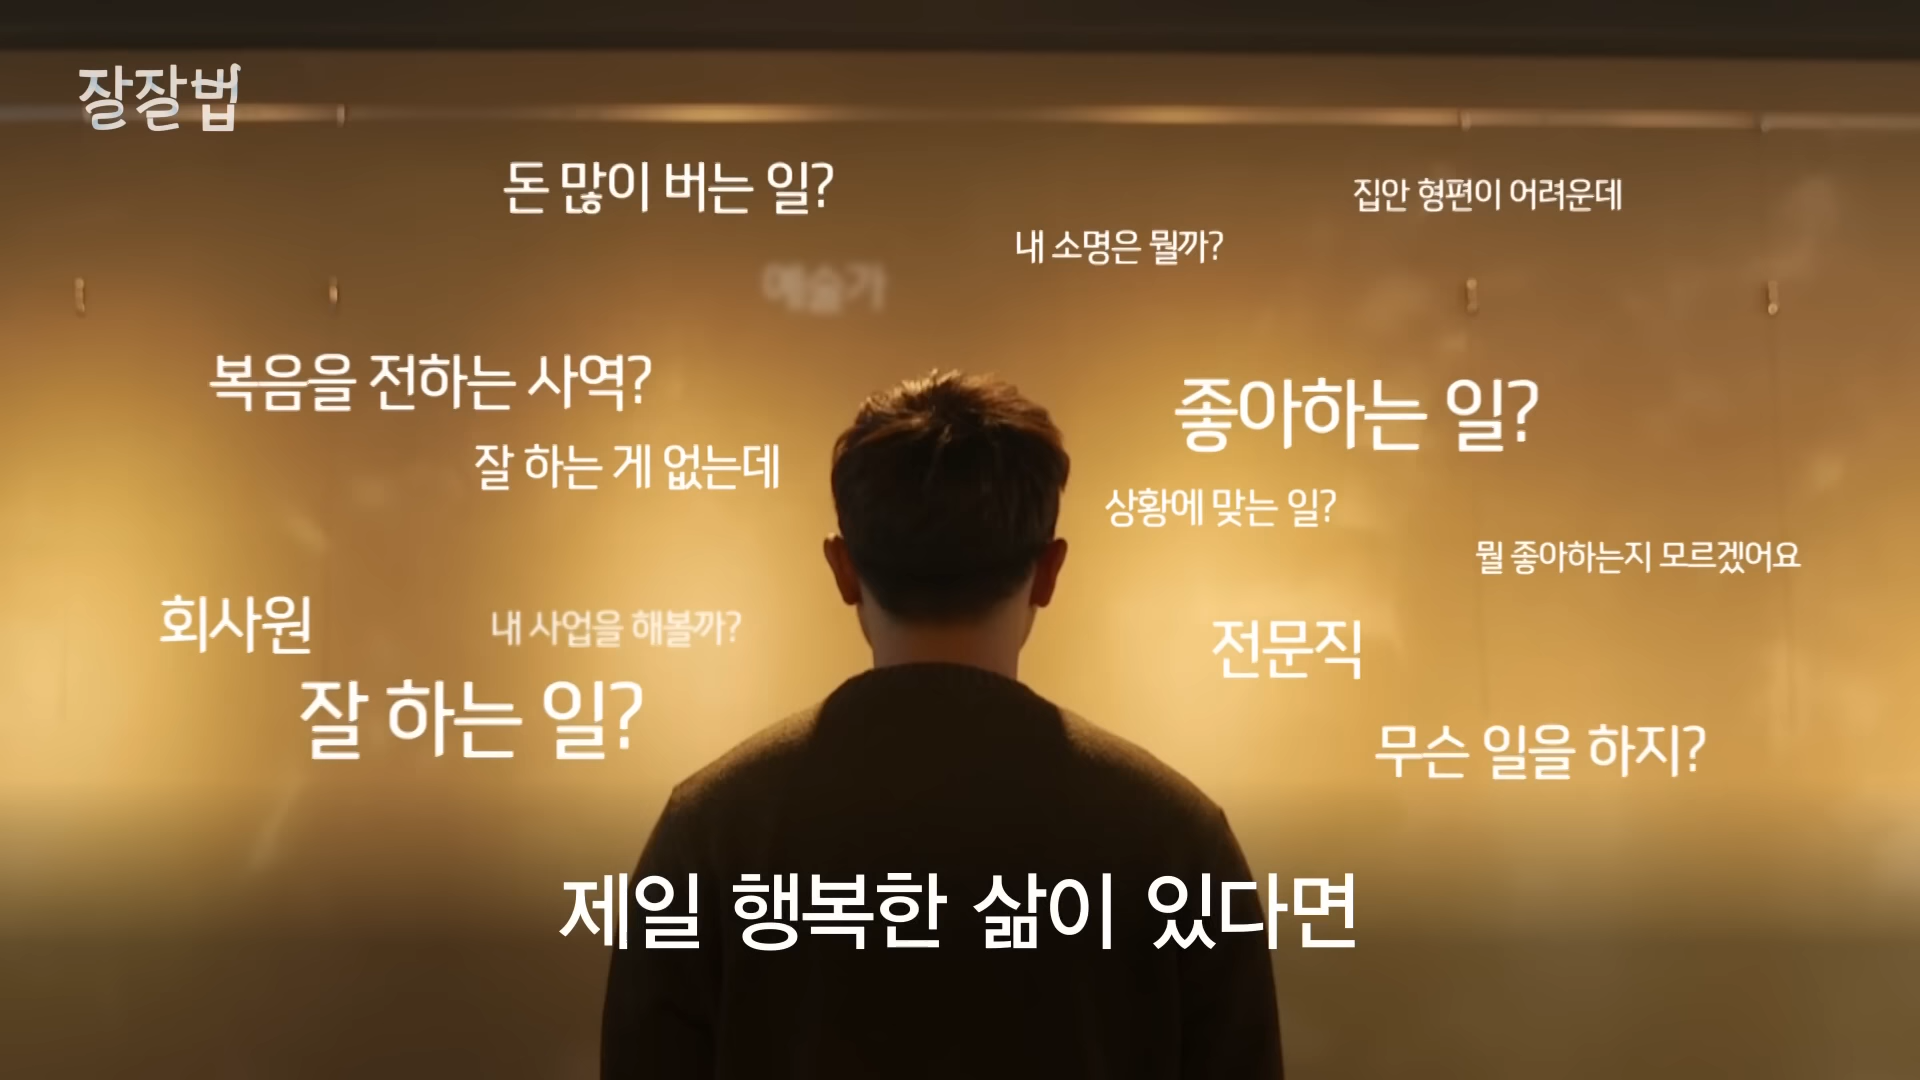 잘잘법
돈 많이 버는 일?
집안 형편이 어려운데
내 소명은 뭘까?
예술가
복음을 전하는 사역?
좋아하는 일?
잘 하는 게 없는데
상황에 맞는 일?
뭘 좋아하는지 모르겠어요
회사원
내 사업을 해볼까?
전문직
잘 하는 일?
무슨 일을 하지?
제일 행복한 삶이 있다면